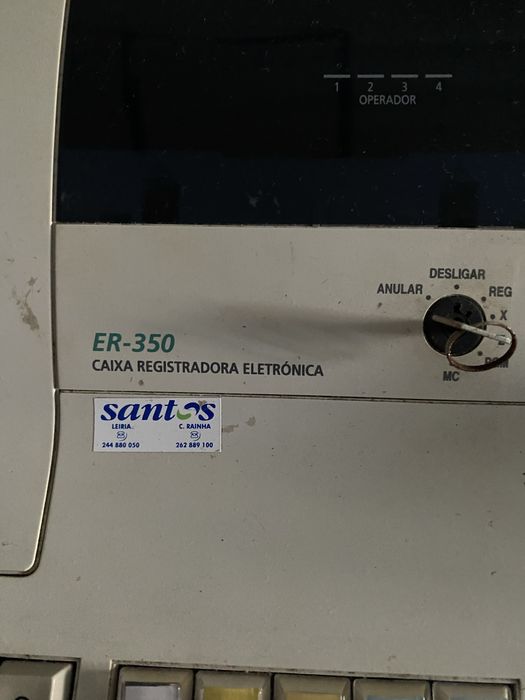 1 2 3 4
OPERADOR
DESLIGAR
ANULAR
REG
X
PGM
MC
ER-350
CAIXA REGISTRADORA ELETRÓNICA
santos
LEIRIA
C. RAINHA
244 880 050
262 889 100